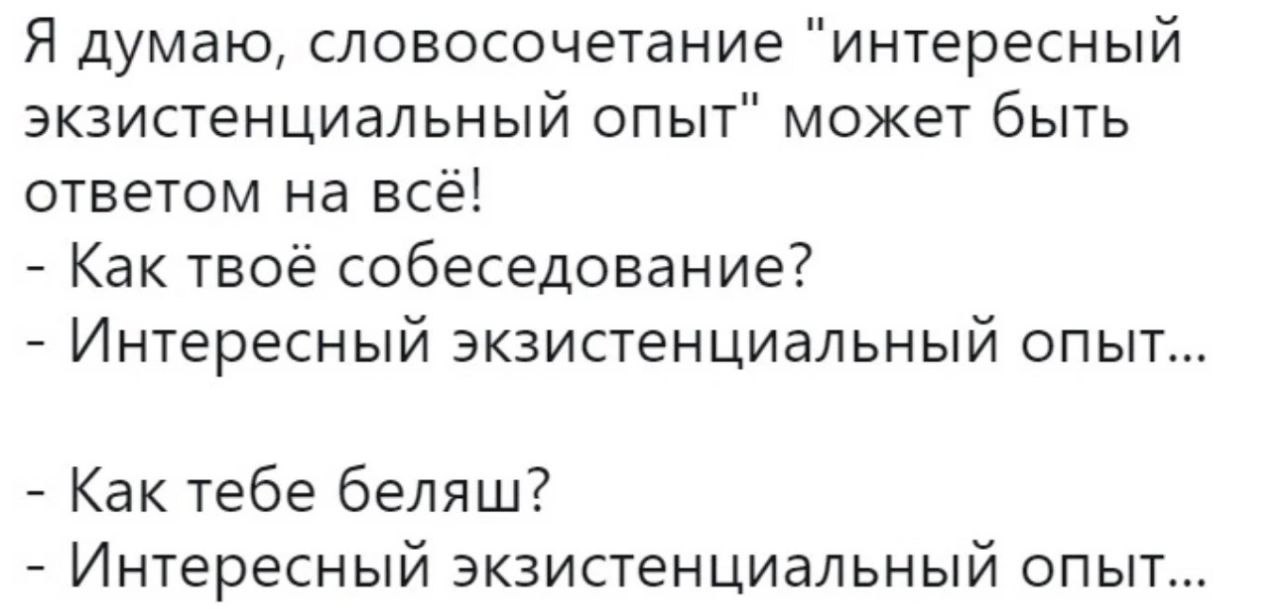 Я думаю, словосочетание "интересный
экзистенциальный опыт" может быть
ответом на всё!
- Как твоё собеседование?
- Интересный экзистенциальный опыт...
- Как тебе беляш?
- Интересный экзистенциальный опыт...